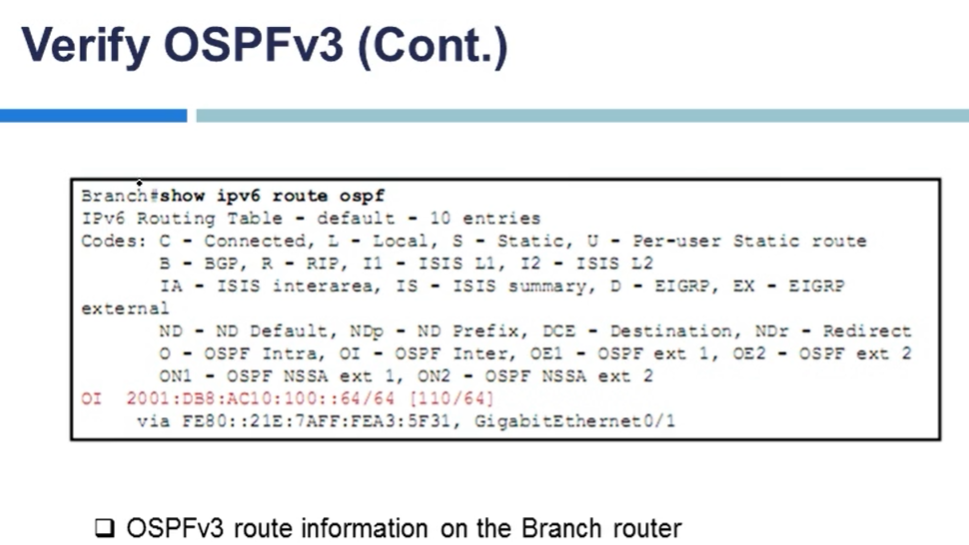 Verify OSPFv3 (Cont.)
Branch#show ipv6 route ospf
IPv6 Routing Table - default - 10 entries
Codes: C - Connected, L - Local, S - Static, U - Per-user Static route
B - BGP, R - RIP, I1 - ISIS L1, I2 - ISIS L2
IA - ISIS interarea, IS - ISIS summary, D - EIGRP, EX - EIGRP
external
ND - ND Default, NDp - ND Prefix, DCE - Destination, NDr - Redirect
O - OSPF Intra, OI - OSPF Inter, OE1 - OSPF ext 1, OE2 - OSPF ext 2
ON1 - OSPF NSSA ext 1, ON2 - OSPF NSSA ext 2
OI 2001:DB8:AC10:100::64/64 [110/64]
via FE80::21E:7AFF:FEA3:5F31, GigabitEthernet0/1
OSPFv3 route information on the Branch router